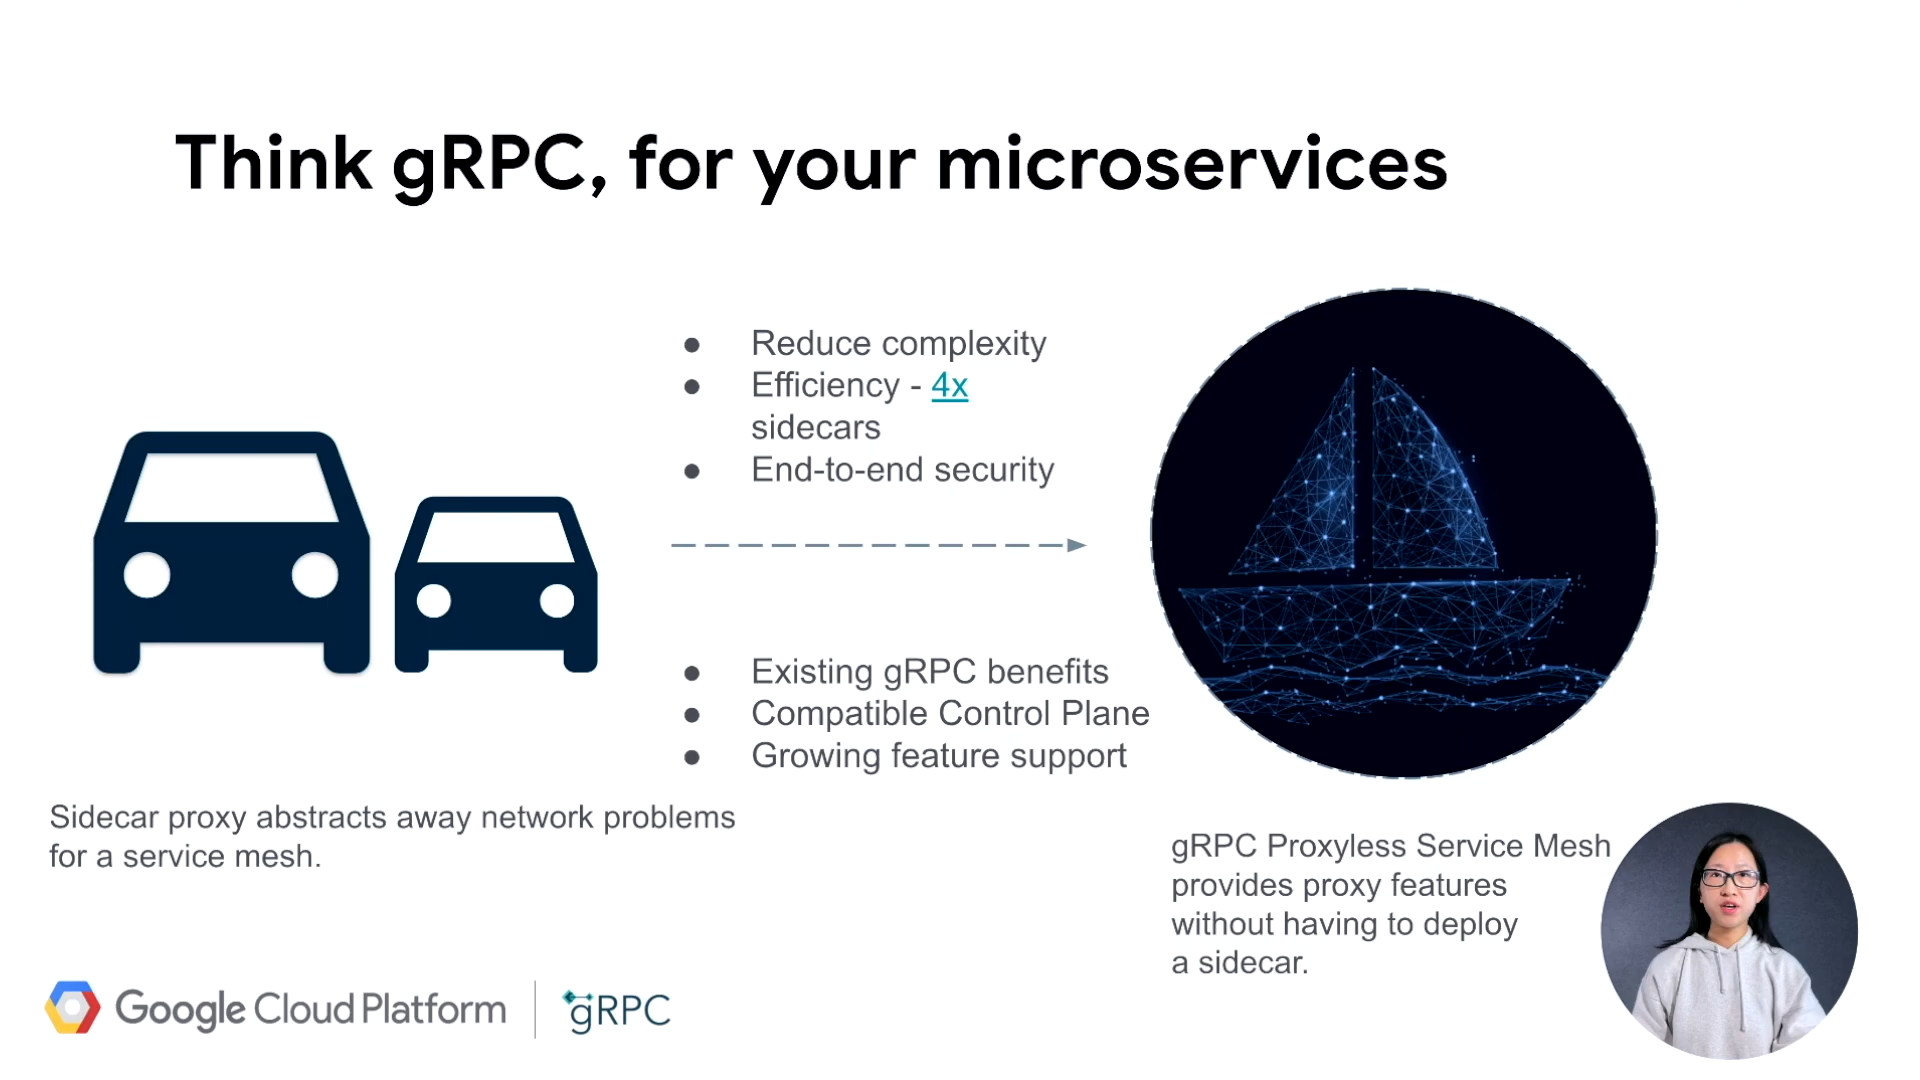 Think gRPC, for your microservices
● Reduce complexity
● Efficiency - 4x
sidecars
● End-to-end security
● Existing gRPC benefits
● Compatible Control Plane
● Growing feature support
Sidecar proxy abstracts away network problems
for a service mesh.
gRPC Proxyless Service Mesh
provides proxy features
without having to deploy
a sidecar.
Google Cloud Platform
gRPC